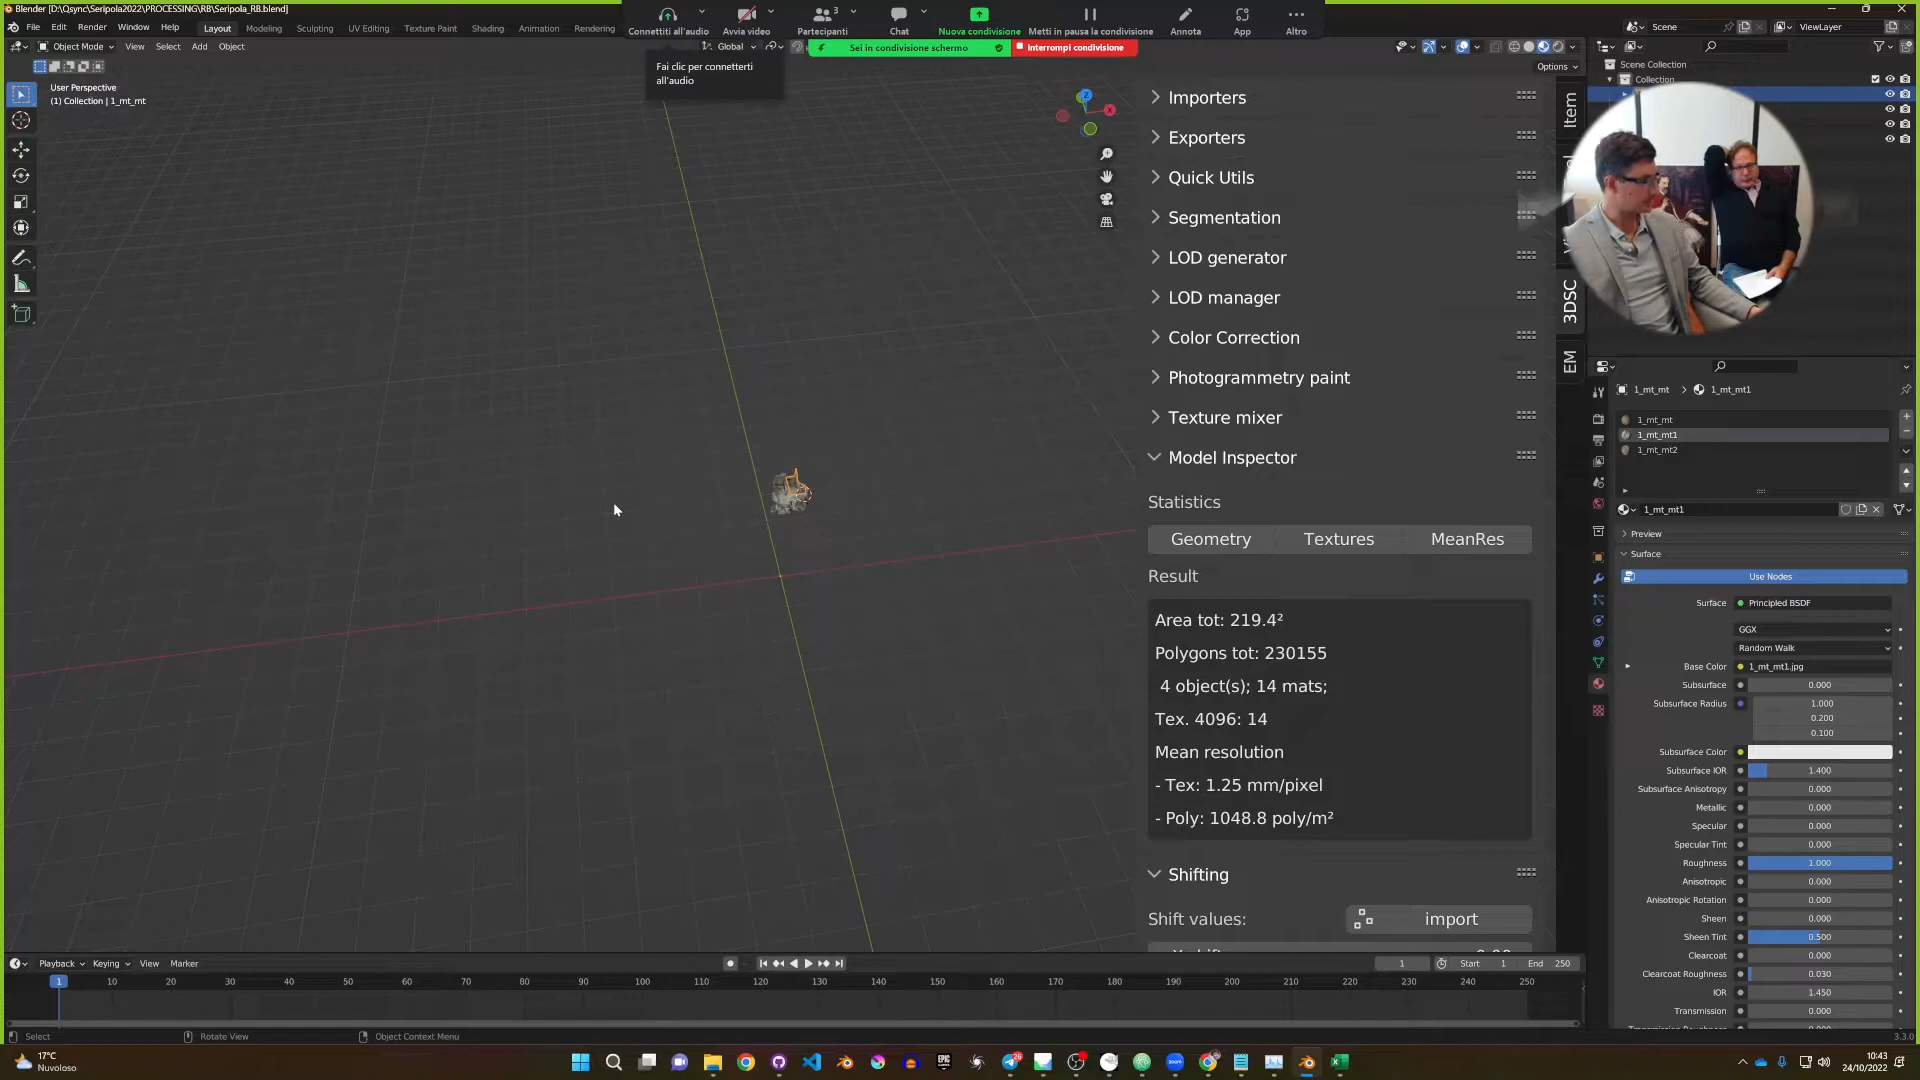 Blender [D:\Qsync\Seripola2022\PROCESSING\RB\Seripola_RB.blend]
File Edit Render Window Help Layout Modeling Sculpting UV Editing Texture Paint Shading Animation Rendering
Connettiti all'audio Avvia video Partecipanti 3 Chat Nuova condivisione Metti in pausa la condivisione Annota App Altro
Scene ViewLayer
Object Mode View Select Add Object Global
Sei in condivisione schermo Interrompi condivisione
Fai clic per connetterti
all'audio
Options
User Perspective
(1) Collection | 1_mt_mt
Scene Collection
Collection
Importers
Exporters
Quick Utils
Segmentation
LOD generator
LOD manager
Color Correction
Photogrammetry paint
Texture mixer
Model Inspector
Statistics
Geometry Textures MeanRes
Result
Area tot: 219.4²
Polygons tot: 230155
4 object(s); 14 mats;
Tex. 4096: 14
Mean resolution
- Tex: 1.25 mm/pixel
- Poly: 1048.8 poly/m²
Shifting
Shift values: import
Item
3DSC
EM
1_mt_mt 1_mt_mt1
1_mt_mt
1_mt_mt1
1_mt_mt2
1_mt_mt1
Preview
Surface
Use Nodes
Surface Principled BSDF
GGX
Random Walk
Base Color 1_mt_mt1.jpg
Subsurface 0.000
Subsurface Radius 1.000
0.200
0.100
Subsurface Color
Subsurface IOR 1.400
Subsurface Anisotropy 0.000
Metallic 0.000
Specular 0.000
Specular Tint 0.000
Roughness 1.000
Anisotropic 0.000
Anisotropic Rotation 0.000
Sheen 0.000
Sheen Tint 0.500
Clearcoat 0.000
Clearcoat Roughness 0.030
IOR 1.450
Transmission 0.000
Playback Keying View Marker 1 Start 1 End 250
1 10 20 30 40 50 60 70 80 90 100 110 120 130 140 150 160 170 180 190 200 210 220 230 240 250
Select Rotate View Object Context Menu 3.3.0
17°C
Nuvoloso
26
10:43
24/10/2022